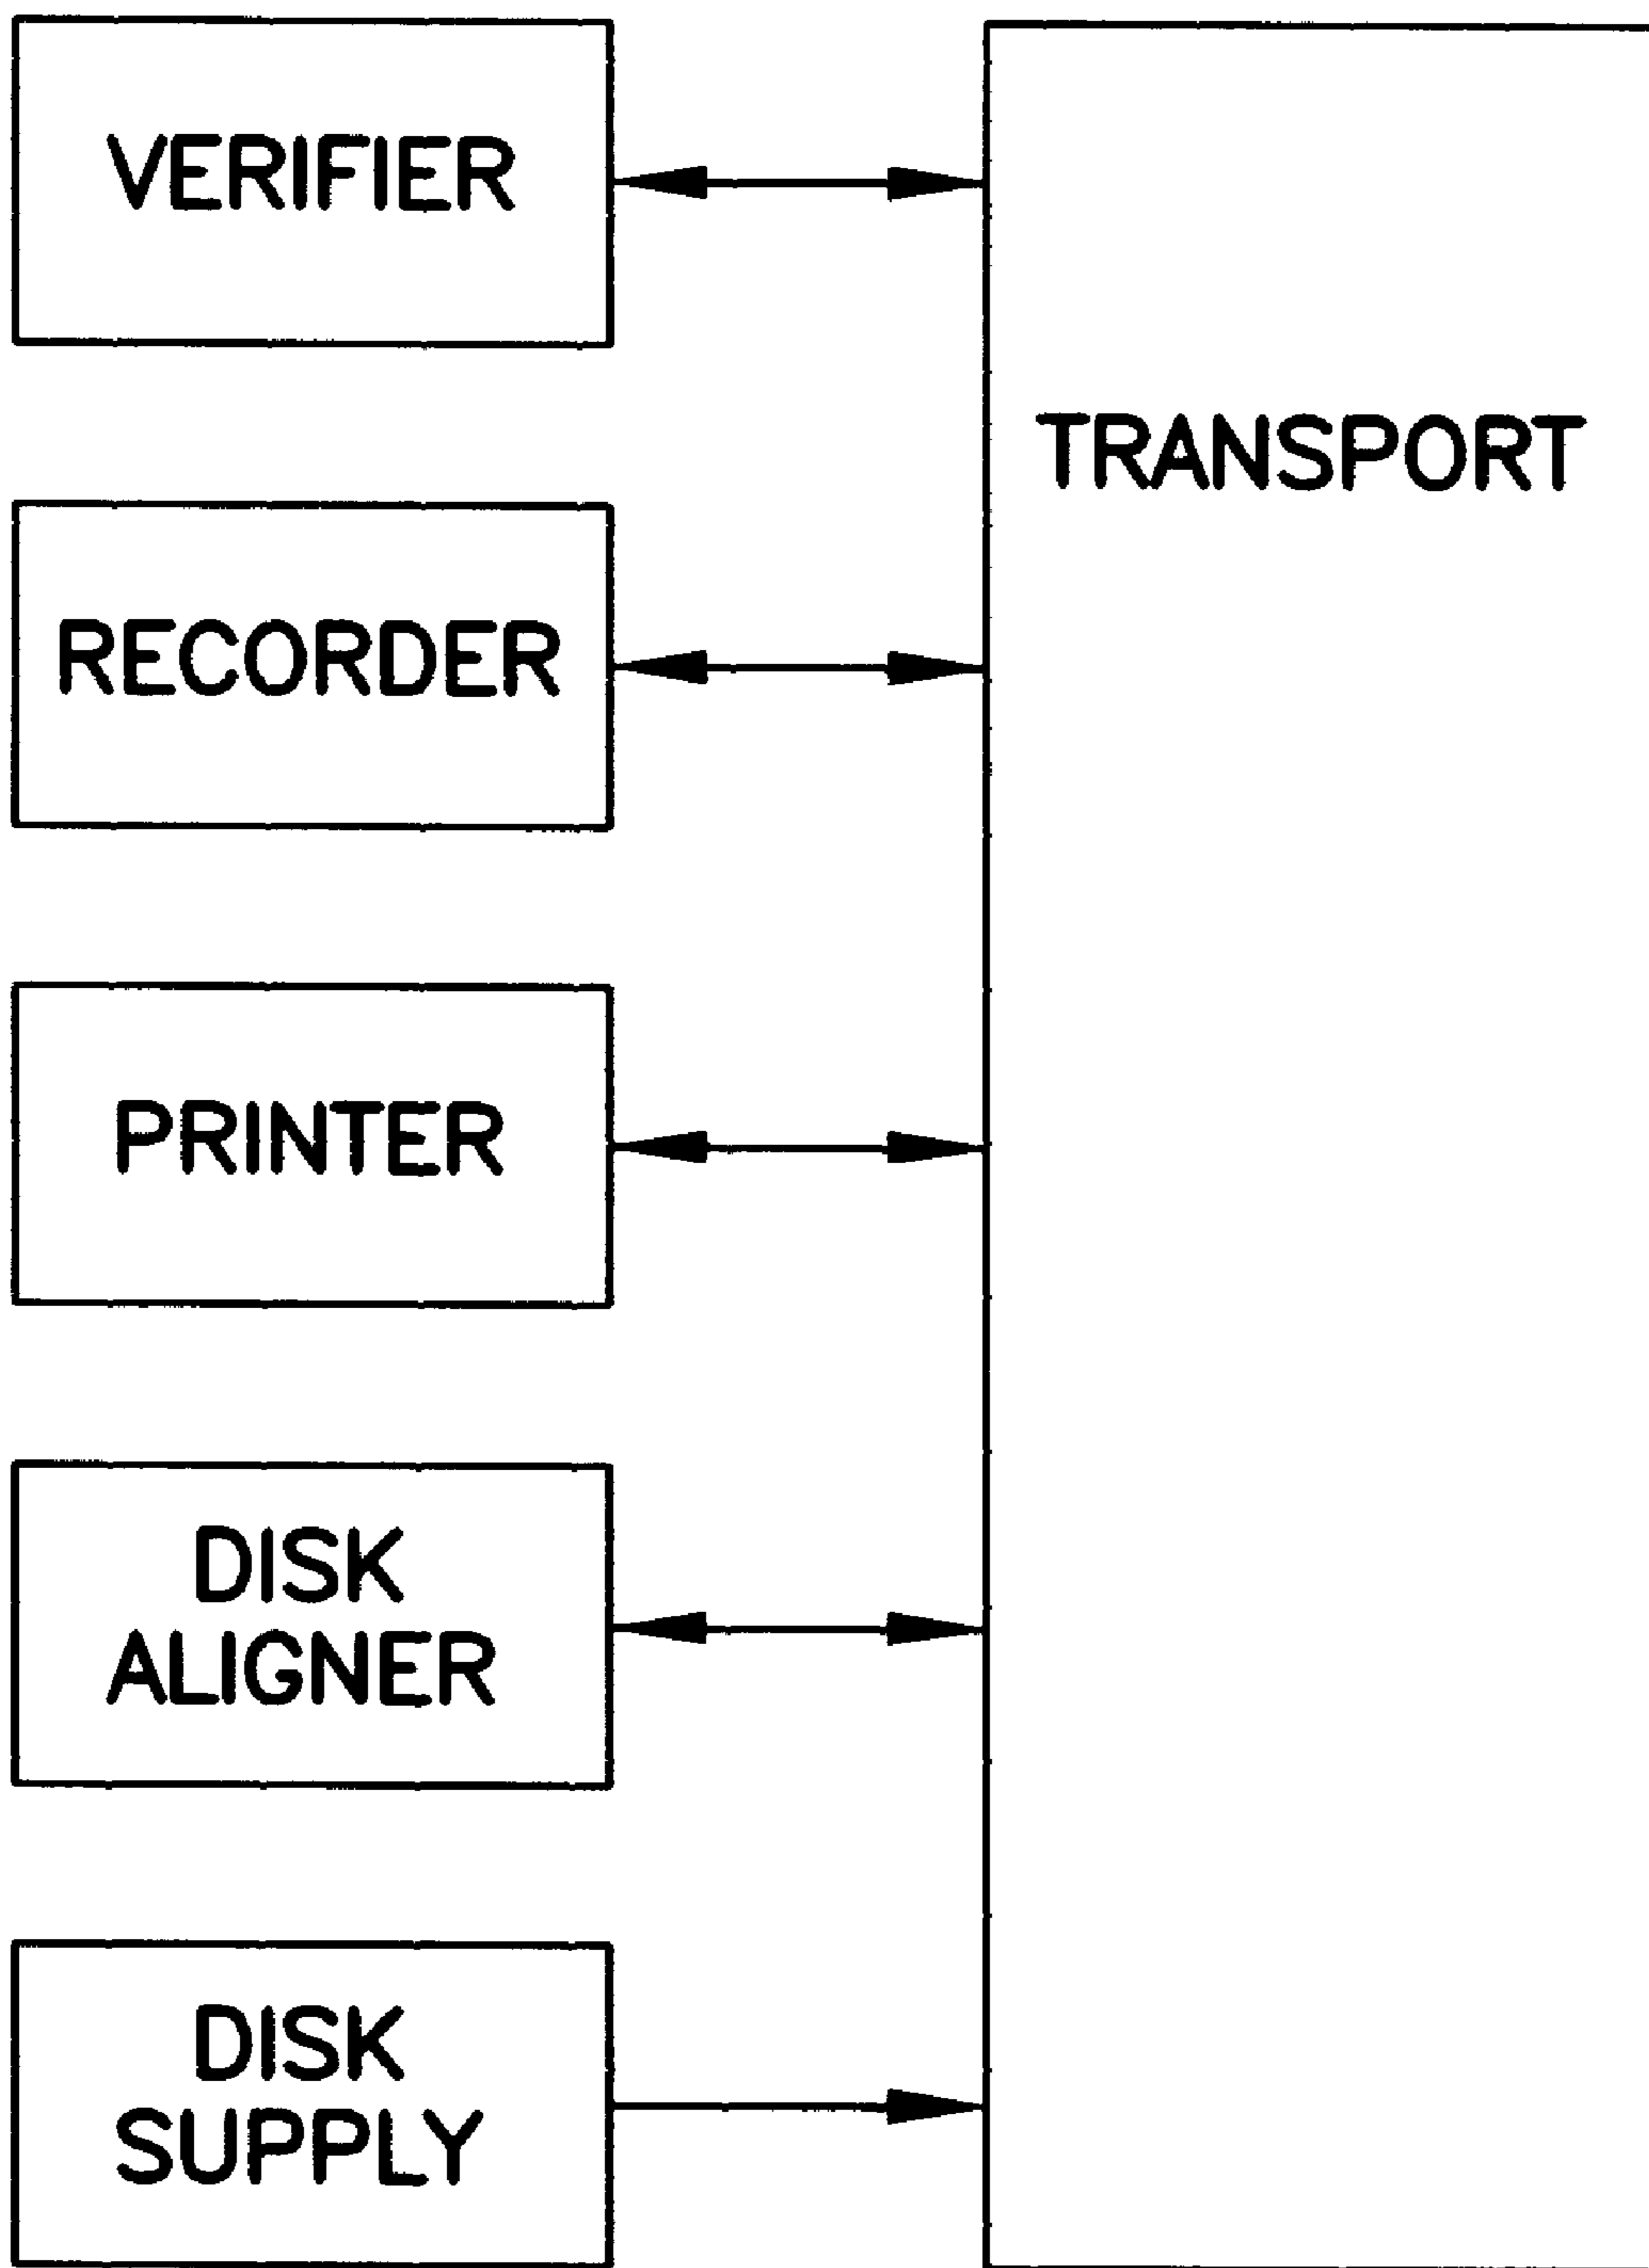 VERIFIER
TRANSPORT
RECORDER
PRINTER
DISK
ALIGNER
DISK
SUPPLY